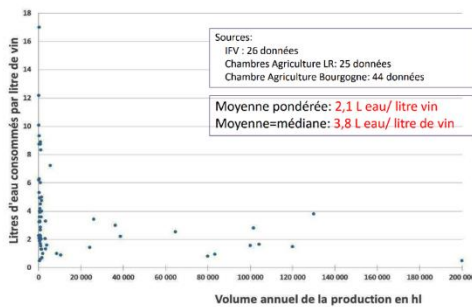 Litres d'eau consommés par litre de vin
18
16
14
12
10
8
6
4
2
0
Sources:
IFV : 26 données
Chambres Agriculture LR: 25 données
Chambre Agriculture Bourgogne: 44 données
Moyenne pondérée: 2,1 L eau/ litre vin
Moyenne=médiane: 3,8 L eau/ litre de vin
0 20 000 40 000 60 000 80 000 100 000 120 000 140 000 160 000 180 000 200 000
Volume annuel de la production en hl